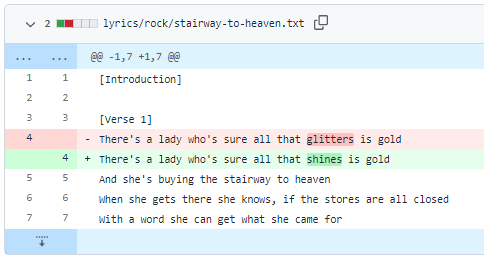 2 lyrics/rock/stairway-to-heaven.txt
... ... @@ -1,7 +1,7 @@
1 1 [Introduction]
2 2
3 3 [Verse 1]
4 - There's a lady who's sure all that glitters is gold
4 + There's a lady who's sure all that shines is gold
5 5 And she's buying the stairway to heaven
6 6 When she gets there she knows, if the stores are all closed
7 7 With a word she can get what she came for